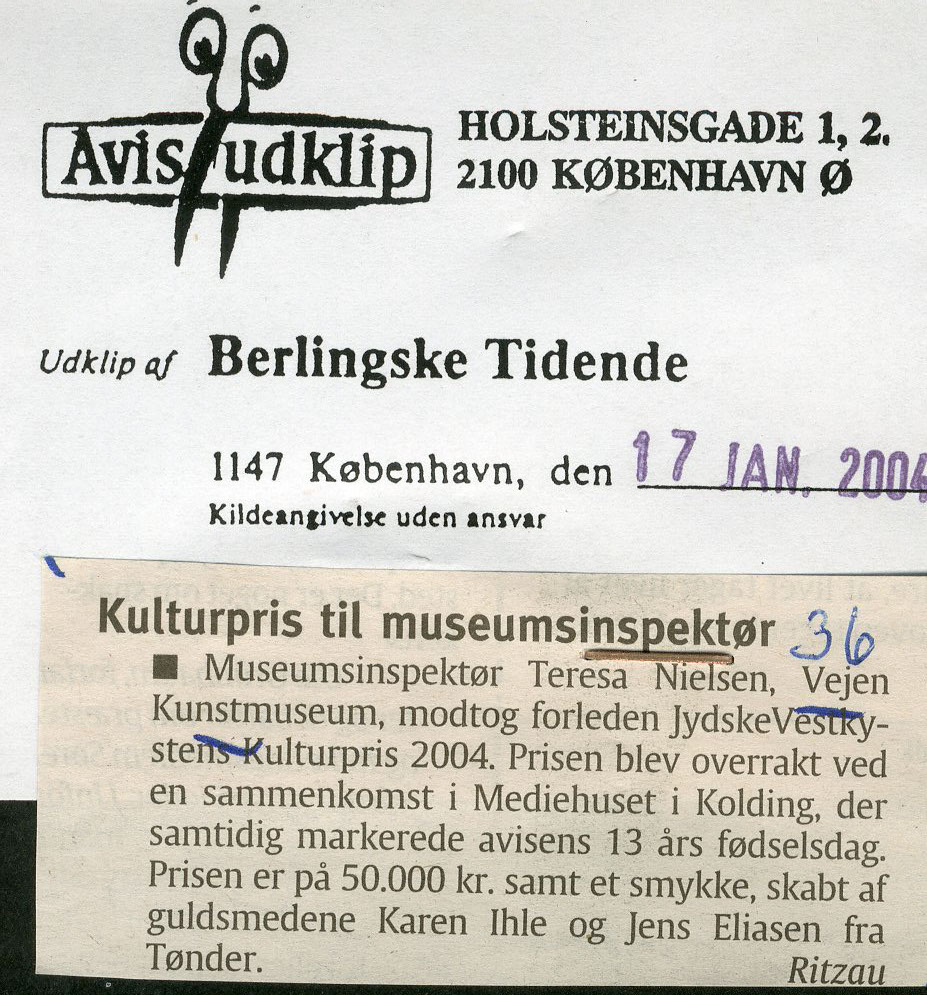 Avis udklip
HOLSTEINSGADE 1, 2.
2100 KØBENHAVN Ø
Udklip af Berlingske Tidende
1147 København, den 17 JAN. 2004
Kildeangivelse uden ansvar
Kulturpris til museumsinspektør 36
■ Museumsinspektør Teresa Nielsen, Vejen
Kunstmuseum, modtog forleden JydskeVestky-
stens Kulturpris 2004. Prisen blev overrakt ved
en sammenkomst i Mediehuset i Kolding, der
samtidig markerede avisens 13 års fødselsdag.
Prisen er på 50.000 kr. samt et smykke, skabt af
guldsmedene Karen Ihle og Jens Eliasen fra
Tønder.
Ritzau